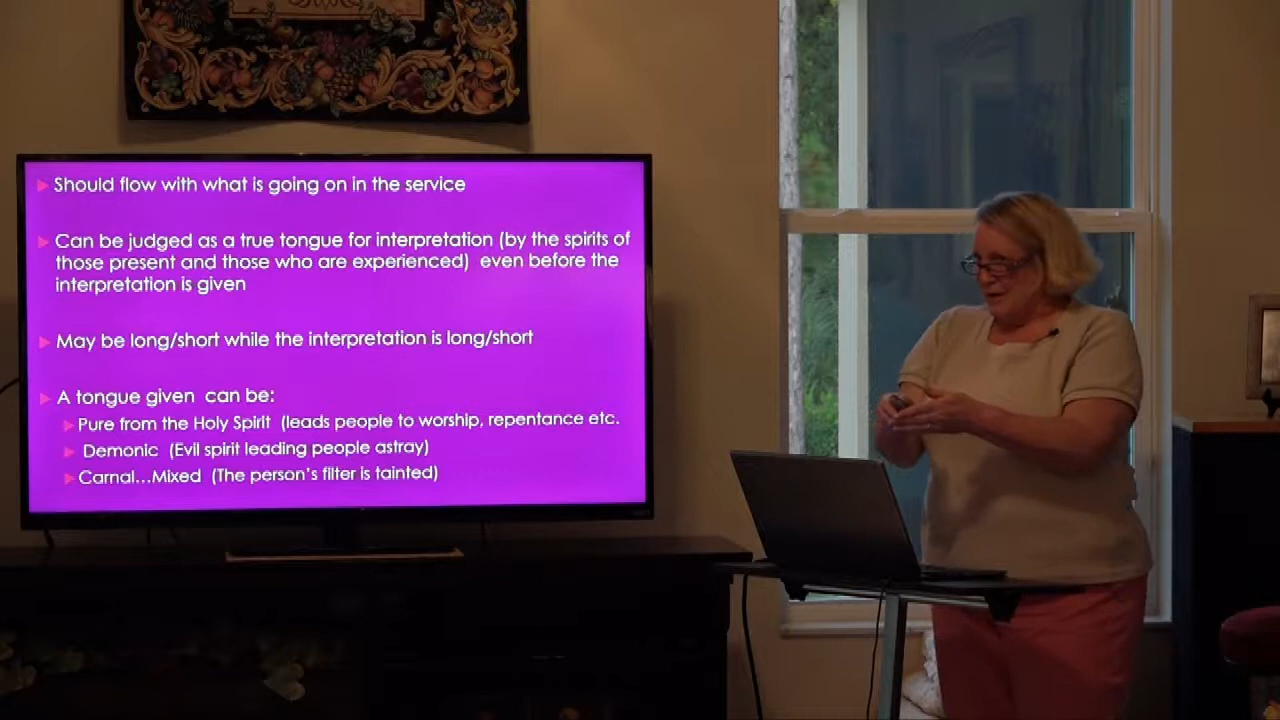 Should flow with what is going on in the service
Can be judged as a true tongue for interpretation (by the spirits of
those present and those who are experienced) even before the
interpretation is given
May be long/short while the interpretation is long/short
A tongue given can be:
Pure from the Holy Spirit (leads people to worship, repentance etc.
Demonic (Evil spirit leading people astray)
Carnal...Mixed (The person's filter is tainted)